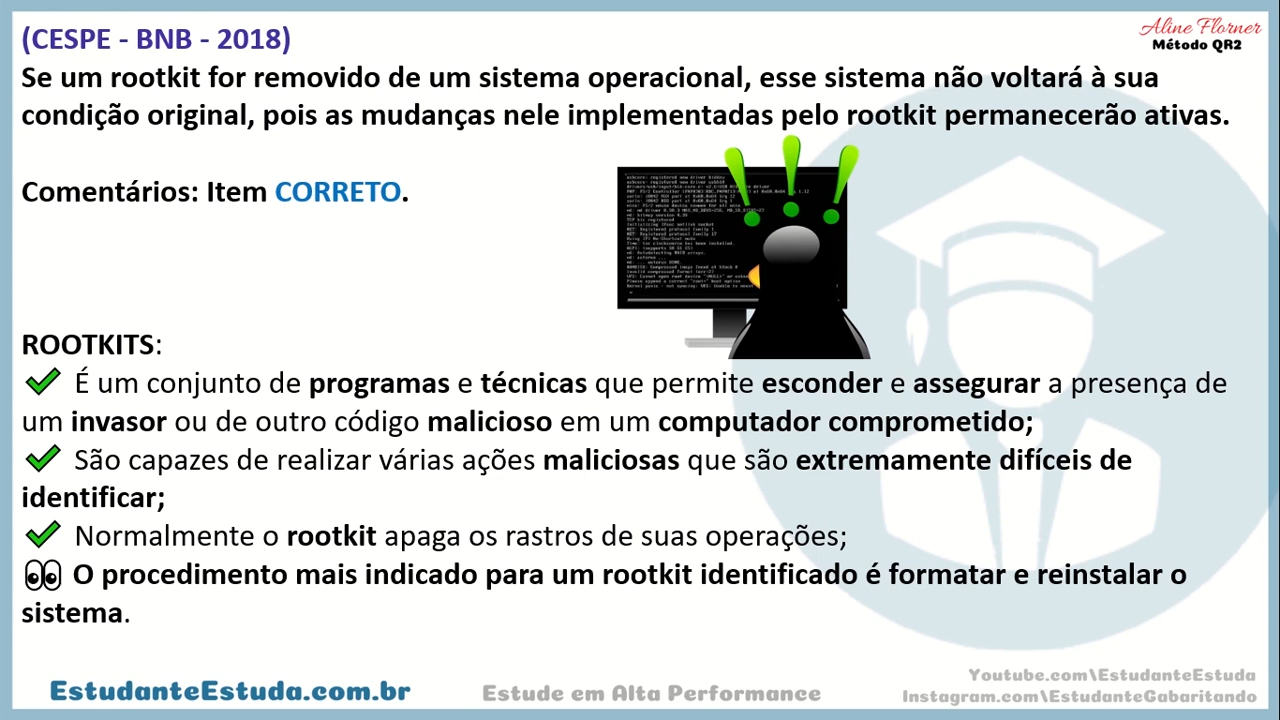 (CESPE - BNB - 2018)
Aline Florner
Método QR2
Se um rootkit for removido de um sistema operacional, esse sistema não voltará à sua
condição original, pois as mudanças nele implementadas pelo rootkit permanecerão ativas.
Comentários: Item CORRETO.
ROOTKITS:
É um conjunto de programas e técnicas que permite esconder e assegurar a presença de
um invasor ou de outro código malicioso em um computador comprometido;
São capazes de realizar várias ações maliciosas que são extremamente difíceis de
identificar;
Normalmente o rootkit apaga os rastros de suas operações;
O procedimento mais indicado para um rootkit identificado é formatar e reinstalar o
sistema.
EstudanteEstuda.com.br
Estude em Alta Performance
Youtube.com\EstudanteEstuda
Instagram.com\EstudanteGabaritando